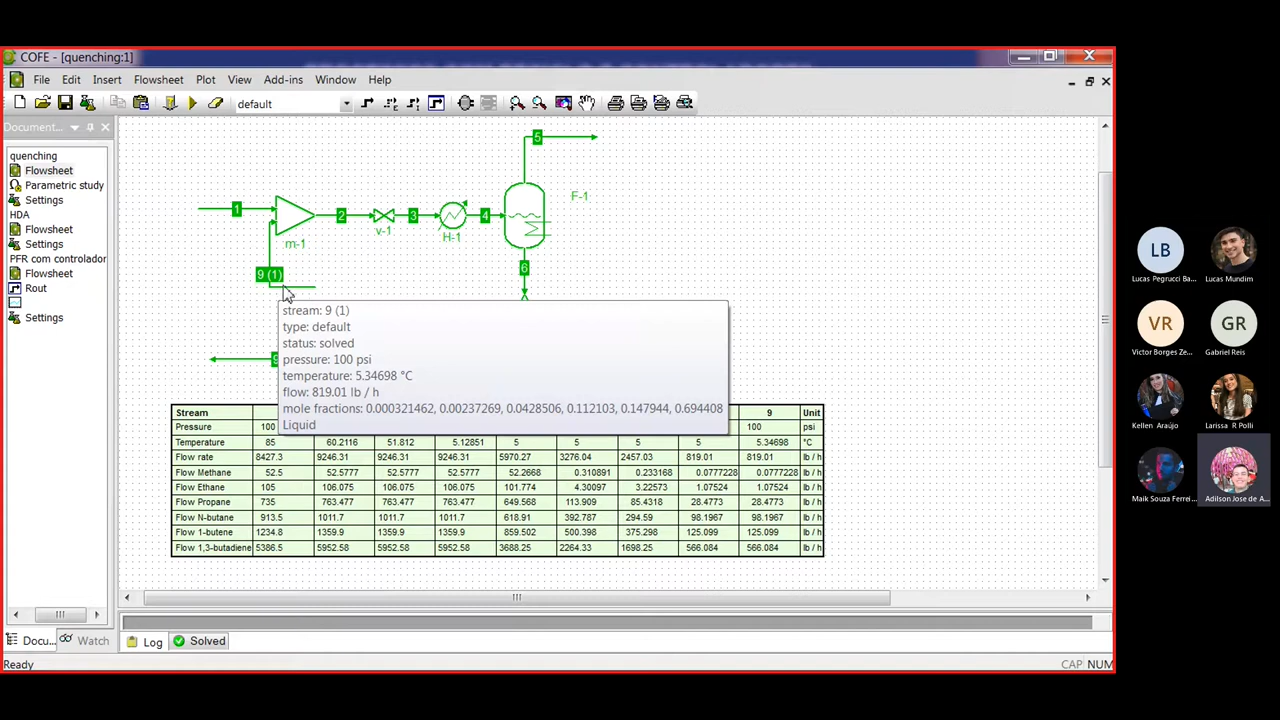 COFE - [quenching:1]
File Edit Insert Flowsheet Plot View Add-ins Window Help
default
Document...
quenching
Flowsheet
Parametric study
Settings
HDA
Flowsheet
Settings
PFR com controlador
Flowsheet
Rout
Settings
Docu... Watch
5
F-1
1 2 3 4
v-1
H-1
m-1
9 (1)
6
9
stream: 9 (1)
type: default
status: solved
pressure: 100 psi
temperature: 5.34698 °C
flow: 819.01 lb / h
mole fractions: 0.000321462, 0.00237269, 0.0428506, 0.112103, 0.147944, 0.694408
Liquid
Stream 9 Unit
Pressure 100 100 psi
Temperature 85 60.2116 51.812 5.12851 5 5 5 5 5.34698 °C
Flow rate 8427.3 9246.31 9246.31 9246.31 5970.27 3276.04 2457.03 819.01 819.01 lb / h
Flow Methane 52.5 52.5777 52.5777 52.5777 52.2668 0.310891 0.233168 0.0777228 0.0777228 lb / h
Flow Ethane 105 106.075 106.075 106.075 101.774 4.30097 3.22573 1.07524 1.07524 lb / h
Flow Propane 735 763.477 763.477 763.477 649.568 113.909 85.4318 28.4773 28.4773 lb / h
Flow N-butane 913.5 1011.7 1011.7 1011.7 618.91 392.787 294.59 98.1967 98.1967 lb / h
Flow 1-butene 1234.8 1359.9 1359.9 1359.9 859.502 500.398 375.298 125.099 125.099 lb / h
Flow 1,3-butadiene 5386.5 5952.58 5952.58 5952.58 3688.25 2264.33 1698.25 566.084 566.084 lb / h
Log Solved
Ready
CAP NUM
LB
Lucas Pegrucci Ba...
Lucas Mundim
VR
Victor Borges Ze...
GR
Gabriel Reis
Kellen Araújo
Larissa R Polli
Maik Souza Ferrei...
Adilson Jose de A...